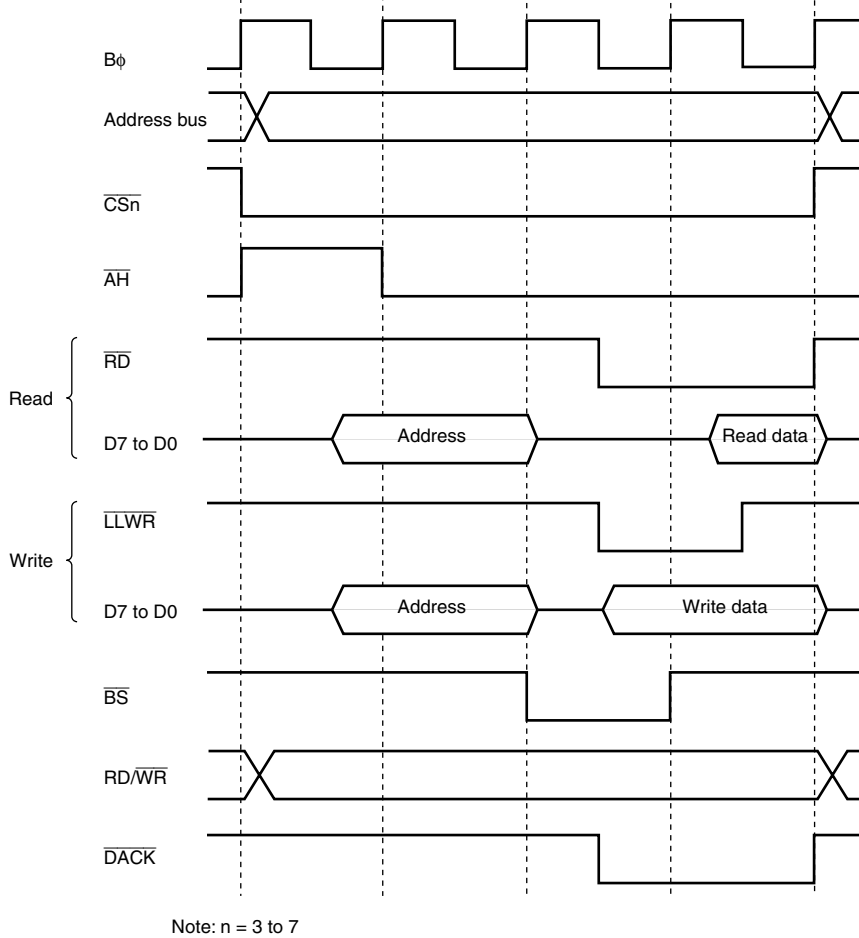 Bϕ
Address bus
CSn
AH
Read
RD
D7 to D0
Address
Read data
Write
LLWR
D7 to D0
Address
Write data
BS
RD/WR
DACK
Note: n = 3 to 7